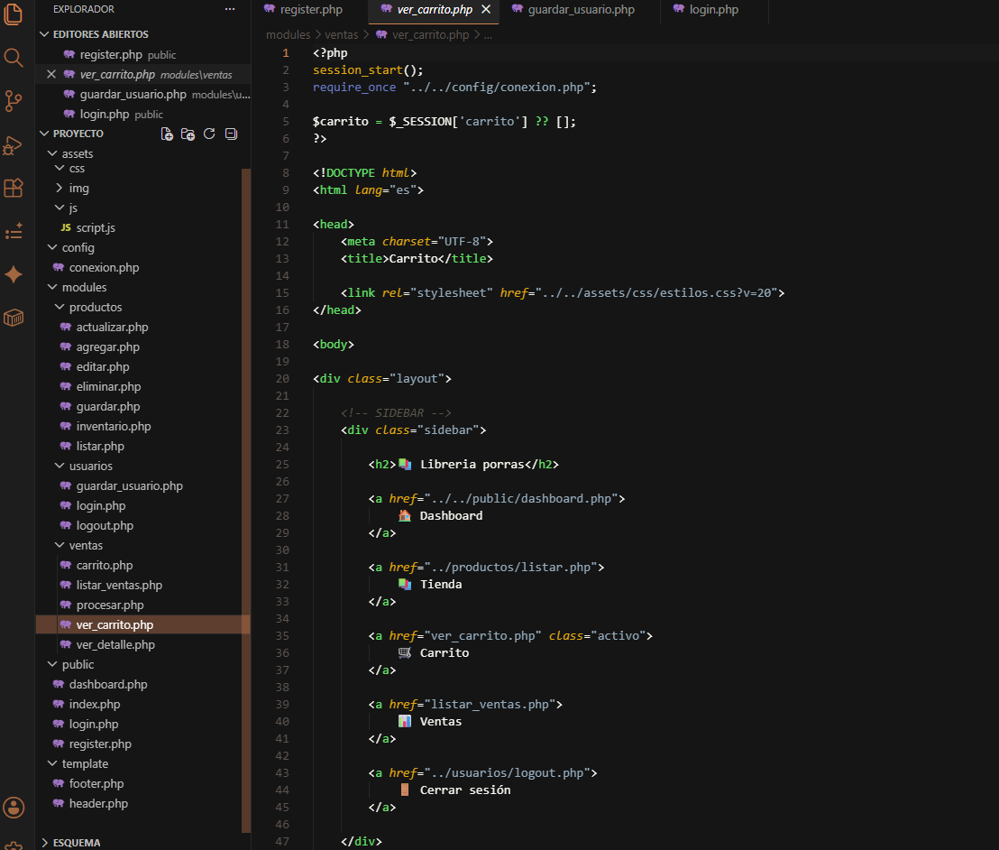 EXPLORADOR
EDITORES ABIERTOS
register.php public
ver_carrito.php modules\ventas
guardar_usuario.php modules\u...
login.php public
PROYECTO
assets
css
img
js
JS script.js
config
conexion.php
modules
productos
actualizar.php
agregar.php
editar.php
eliminar.php
guardar.php
inventario.php
listar.php
usuarios
guardar_usuario.php
login.php
logout.php
ventas
carrito.php
listar_ventas.php
procesar.php
ver_carrito.php
ver_detalle.php
public
dashboard.php
index.php
login.php
register.php
template
footer.php
header.php
ESQUEMA
register.php
ver_carrito.php
guardar_usuario.php
login.php
modules > ventas > ver_carrito.php > ...
1 <?php
2 session_start();
3 require_once "../../config/conexion.php";
4
5 $carrito = $_SESSION['carrito'] ?? [];
6 ?>
7
8 <!DOCTYPE html>
9 <html lang="es">
10
11 <head>
12 <meta charset="UTF-8">
13 <title>Carrito</title>
14
15 <link rel="stylesheet" href="../../assets/css/estilos.css?v=20">
16 </head>
17
18 <body>
19
20 <div class="layout">
21
22 <!-- SIDEBAR -->
23 <div class="sidebar">
24
25 <h2>📚 Libreria porras</h2>
26
27 <a href="../../public/dashboard.php">
28 🏠 Dashboard
29 </a>
30
31 <a href="../productos/listar.php">
32 📚 Tienda
33 </a>
34
35 <a href="ver_carrito.php" class="activo">
36 🛒 Carrito
37 </a>
38
39 <a href="listar_ventas.php">
40 📊 Ventas
41 </a>
42
43 <a href="../usuarios/logout.php">
44 🚪 Cerrar sesión
45 </a>
46
47 </div>